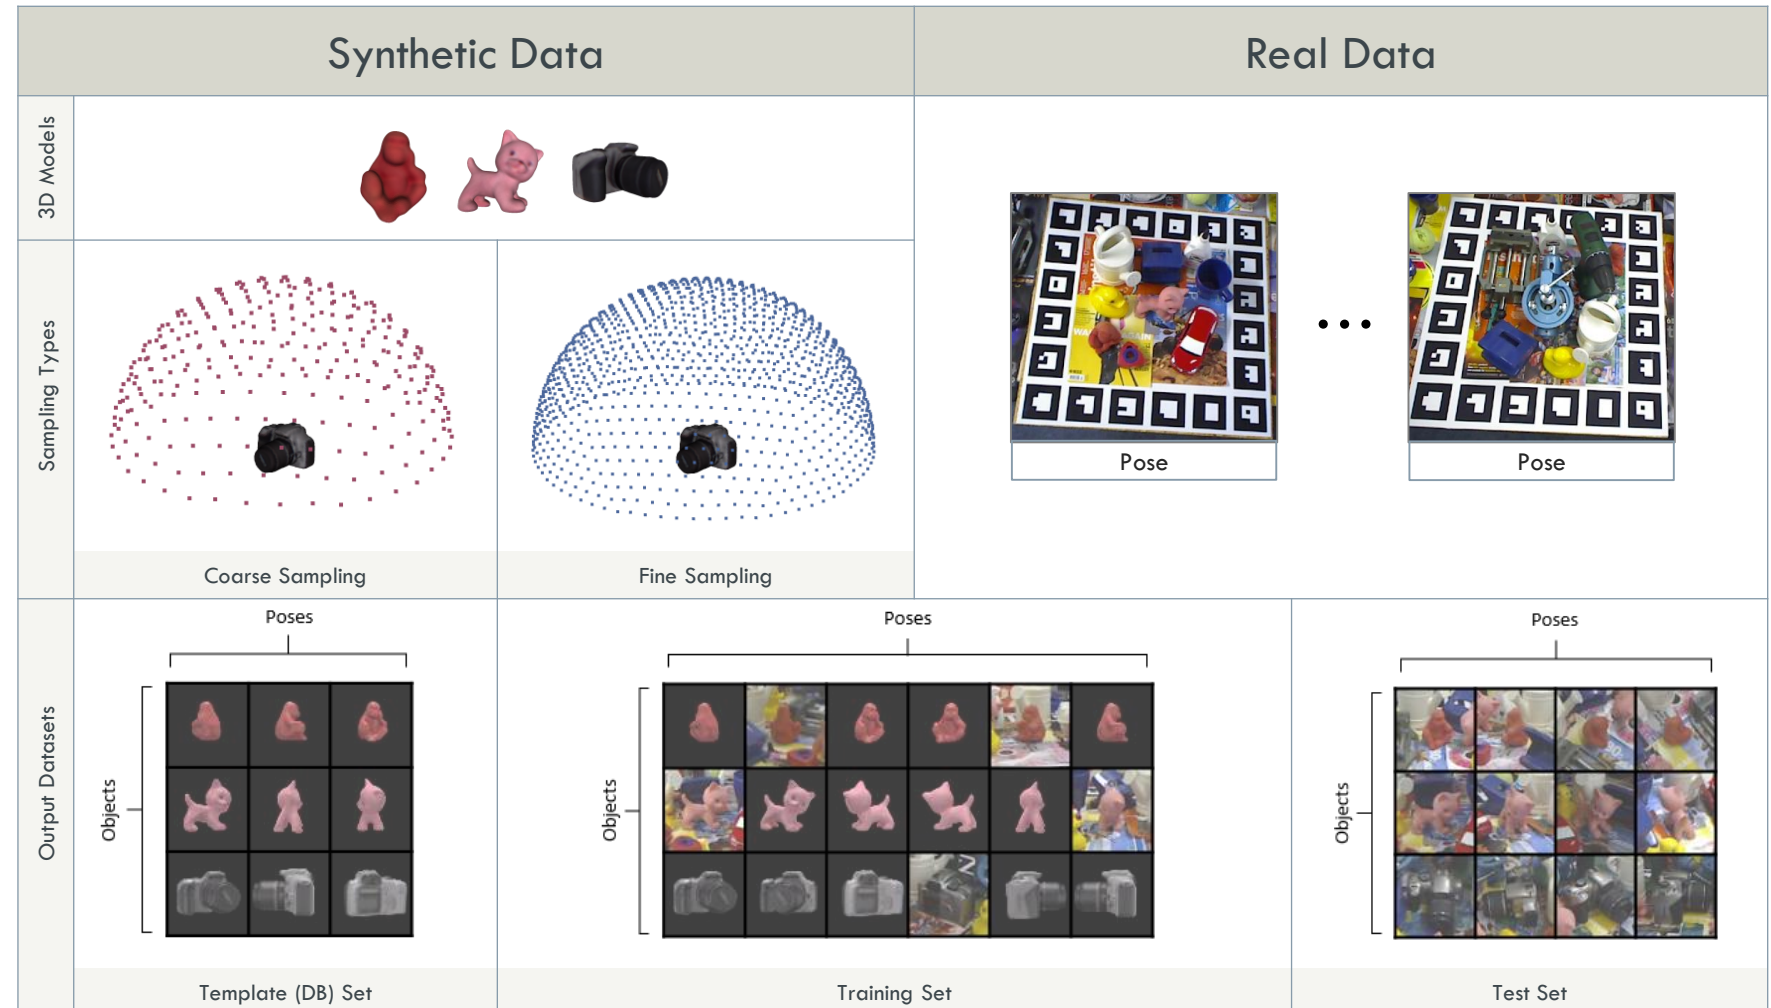 Synthetic Data
Real Data
3D Models
Sampling Types
Pose
Pose
Coarse Sampling
Fine Sampling
Output Datasets
Poses
Objects
Poses
Objects
Poses
Objects
Template (DB) Set
Training Set
Test Set